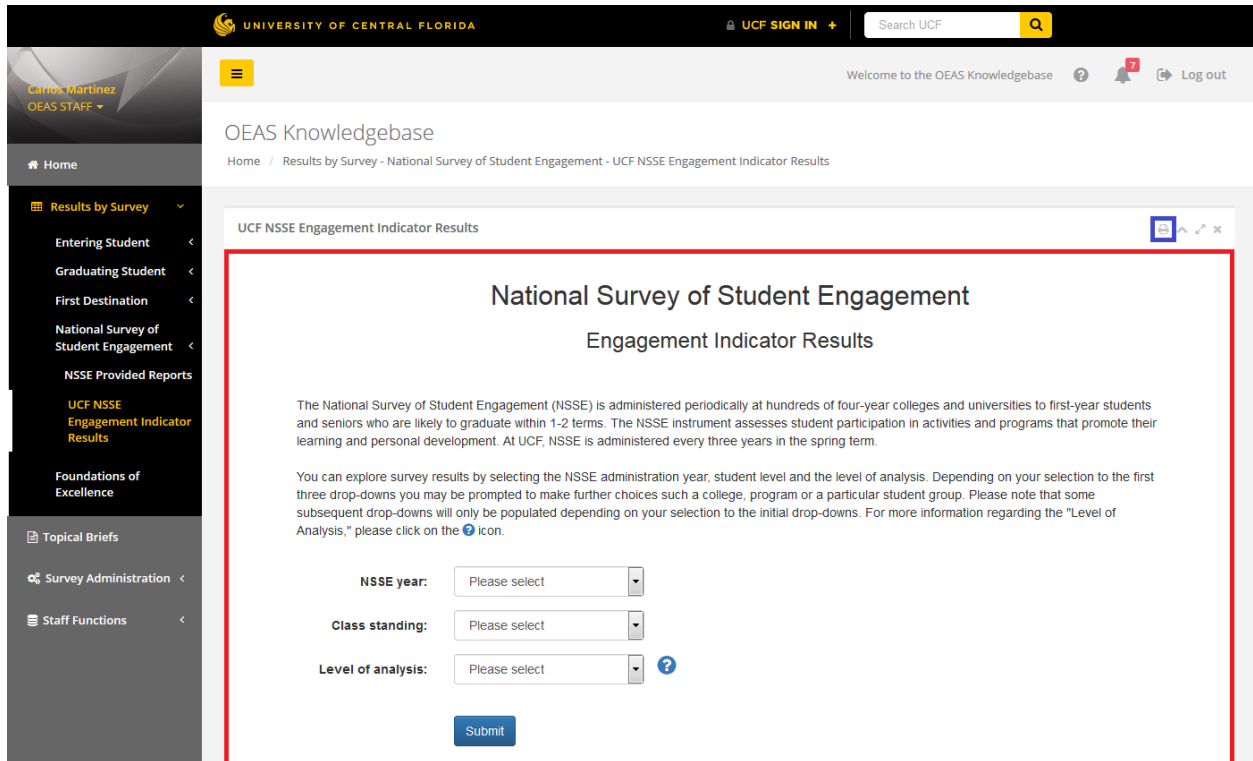 UNIVERSITY OF CENTRAL FLORIDA
UCF SIGN IN +
Search UCF
Carlos Martinez
OEAS STAFF
Welcome to the OEAS Knowledgebase
7
Log out
OEAS Knowledgebase
Home / Results by Survey - National Survey of Student Engagement - UCF NSSE Engagement Indicator Results
Home
Results by Survey
Entering Student
Graduating Student
First Destination
National Survey of
Student Engagement
NSSE Provided Reports
UCF NSSE
Engagement Indicator
Results
Foundations of
Excellence
Topical Briefs
Survey Administration
Staff Functions
UCF NSSE Engagement Indicator Results
National Survey of Student Engagement
Engagement Indicator Results
The National Survey of Student Engagement (NSSE) is administered periodically at hundreds of four-year colleges and universities to first-year students
and seniors who are likely to graduate within 1-2 terms. The NSSE instrument assesses student participation in activities and programs that promote their
learning and personal development. At UCF, NSSE is administered every three years in the spring term.
You can explore survey results by selecting the NSSE administration year, student level and the level of analysis. Depending on your selection to the first
three drop-downs you may be prompted to make further choices such a college, program or a particular student group. Please note that some
subsequent drop-downs will only be populated depending on your selection to the initial drop-downs. For more information regarding the "Level of
Analysis," please click on the ? icon.
NSSE year: Please select
Class standing: Please select
Level of analysis: Please select ?
Submit